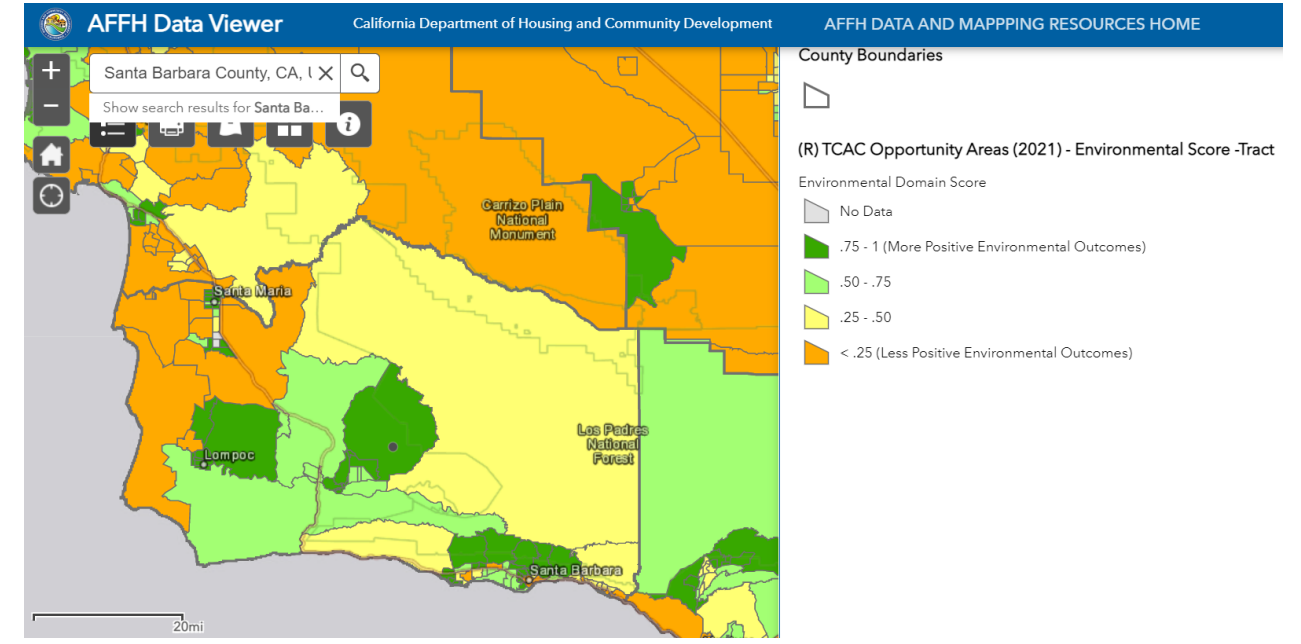 AFFH Data Viewer
California Department of Housing and Community Development
AFFH DATA AND MAPPPING RESOURCES HOME
+
Santa Barbara County, CA, U
Show search results for Santa Ba...
−
i
Carrizo Plain
National
Monument
Santa Maria
Los Padres
National
Forest
Lompoc
Santa Barbara
20mi
County Boundaries
(R) TCAC Opportunity Areas (2021) - Environmental Score -Tract
Environmental Domain Score
No Data
.75 - 1 (More Positive Environmental Outcomes)
.50 - .75
.25 - .50
< .25 (Less Positive Environmental Outcomes)